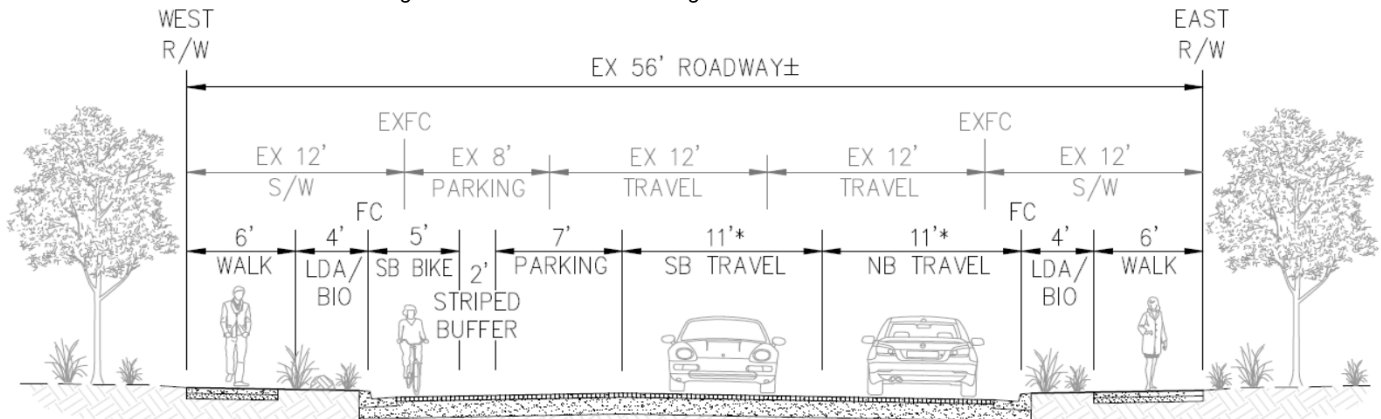 WEST
R/W
EAST
R/W
EX 56' ROADWAY±
EXFC
EXFC
EX 12'
S/W
EX 8'
PARKING
EX 12'
TRAVEL
EX 12'
TRAVEL
EX 12'
S/W
FC
FC
6'
WALK
4'
LDA/
BIO
5'
SB BIKE
2'
STRIPED
BUFFER
7'
PARKING
11'*
SB TRAVEL
11'*
NB TRAVEL
4'
LDA/
BIO
6'
WALK